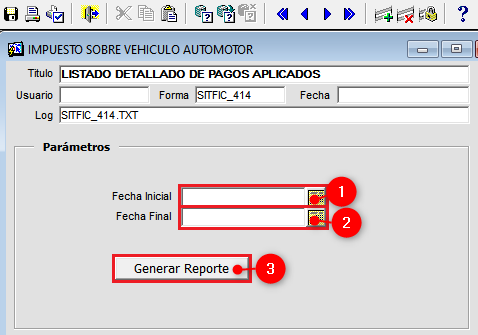 IMPUESTO SOBRE VEHICULO AUTOMOTOR
Titulo LISTADO DETALLADO DE PAGOS APLICADOS
Usuario Forma SITFIC_414 Fecha
Log SITFIC_414.TXT
Parámetros
Fecha Inicial 1
Fecha Final 2
Generar Reporte 3